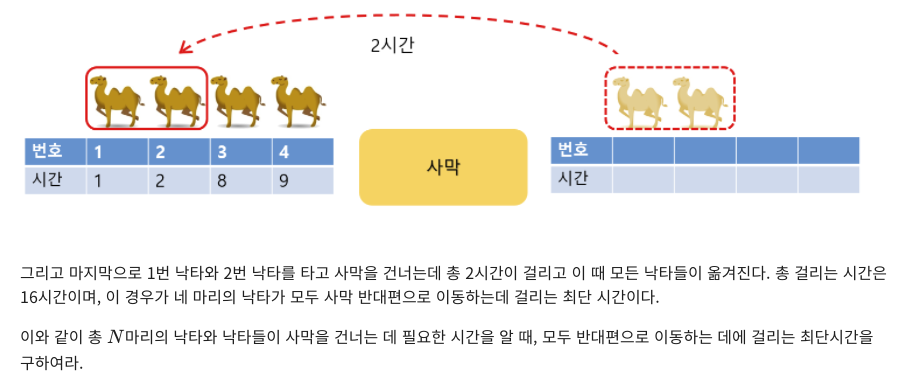 2시간
번호 1 2 3 4
시간 1 2 8 9
사막
번호
시간
그리고 마지막으로 1번 낙타와 2번 낙타를 타고 사막을 건너는데 총 2시간이 걸리고 이 때 모든 낙타들이 옮겨진다. 총 걸리는 시간은
16시간이며, 이 경우가 네 마리의 낙타가 모두 사막 반대편으로 이동하는데 걸리는 최단 시간이다.
이와 같이 총 N마리의 낙타와 낙타들이 사막을 건너는 데 필요한 시간을 알 때, 모두 반대편으로 이동하는 데에 걸리는 최단시간을
구하여라.